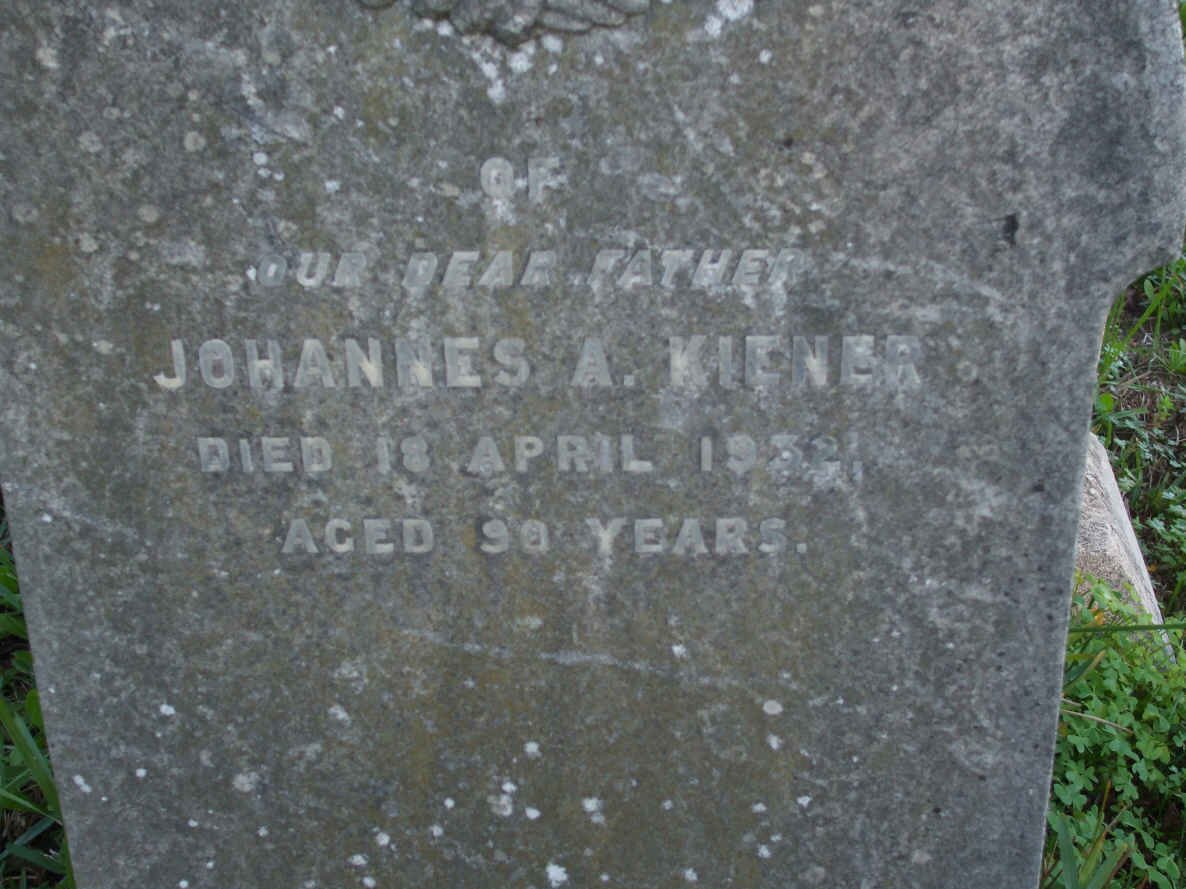 OF
OUR DEAR FATHER
JOHANNES A. KIENER
DIED 18 APRIL 1932,
AGED 90 YEARS.